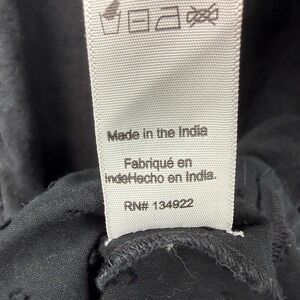 Made in the India
Fabriqué en
IndeHecho en India.
RN# 134922